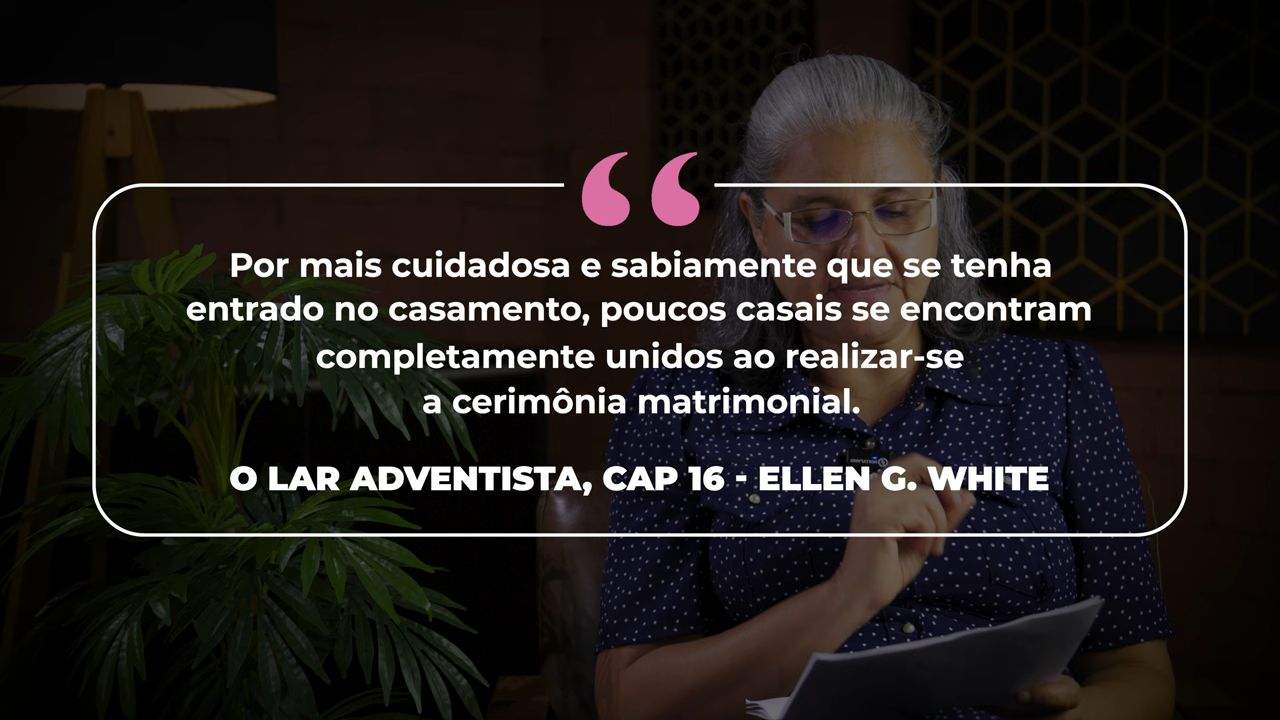 Por mais cuidadosa e sabiamente que se tenha
entrado no casamento, poucos casais se encontram
completamente unidos ao realizar-se
a cerimônia matrimonial.
O LAR ADVENTISTA, CAP 16 - ELLEN G. WHITE